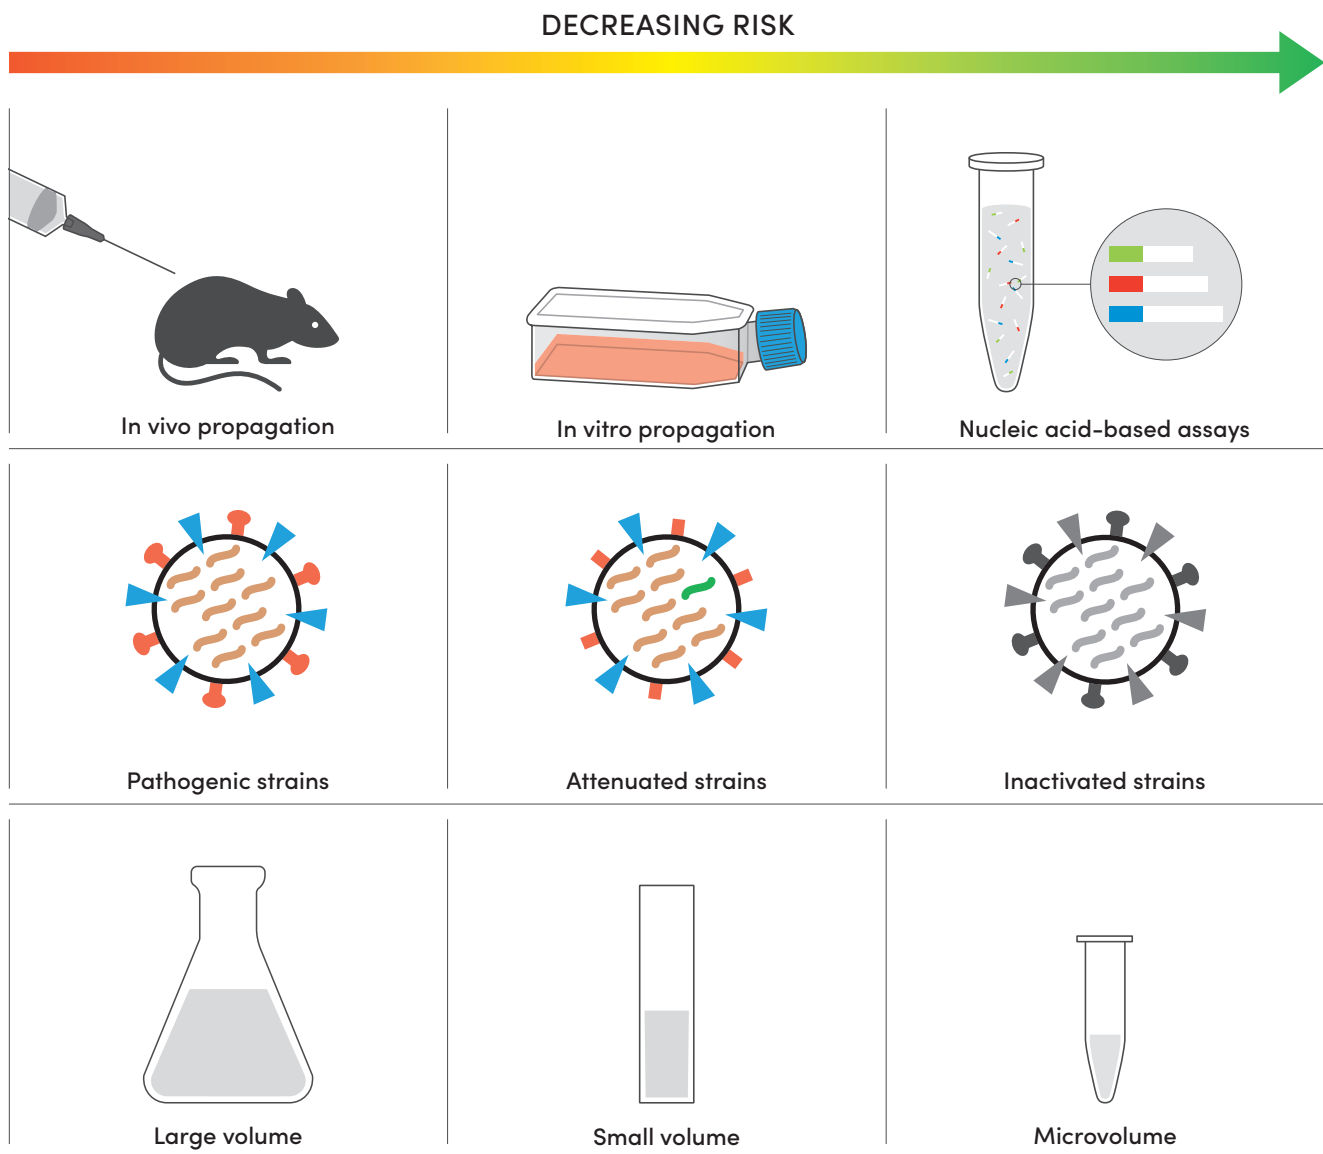 DECREASING RISK
In vivo propagation
In vitro propagation
Nucleic acid-based assays
Pathogenic strains
Attenuated strains
Inactivated strains
Large volume
Small volume
Microvolume